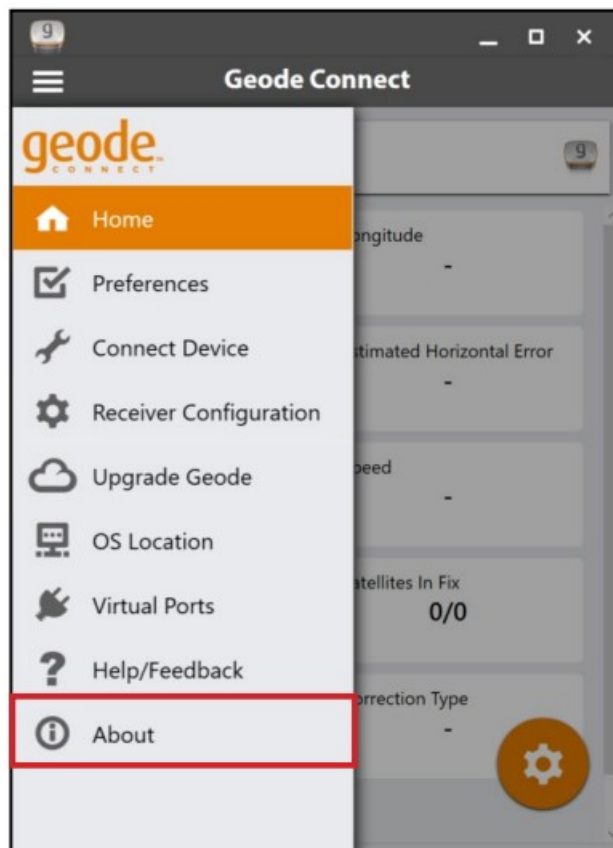 g
Geode Connect
geode
CONNECT
g
Home
ongitude
-
Preferences
Connect Device
stimated Horizontal Error
-
Receiver Configuration
Upgrade Geode
peed
-
OS Location
Virtual Ports
atellites In Fix
0/0
Help/Feedback
orrection Type
-
About